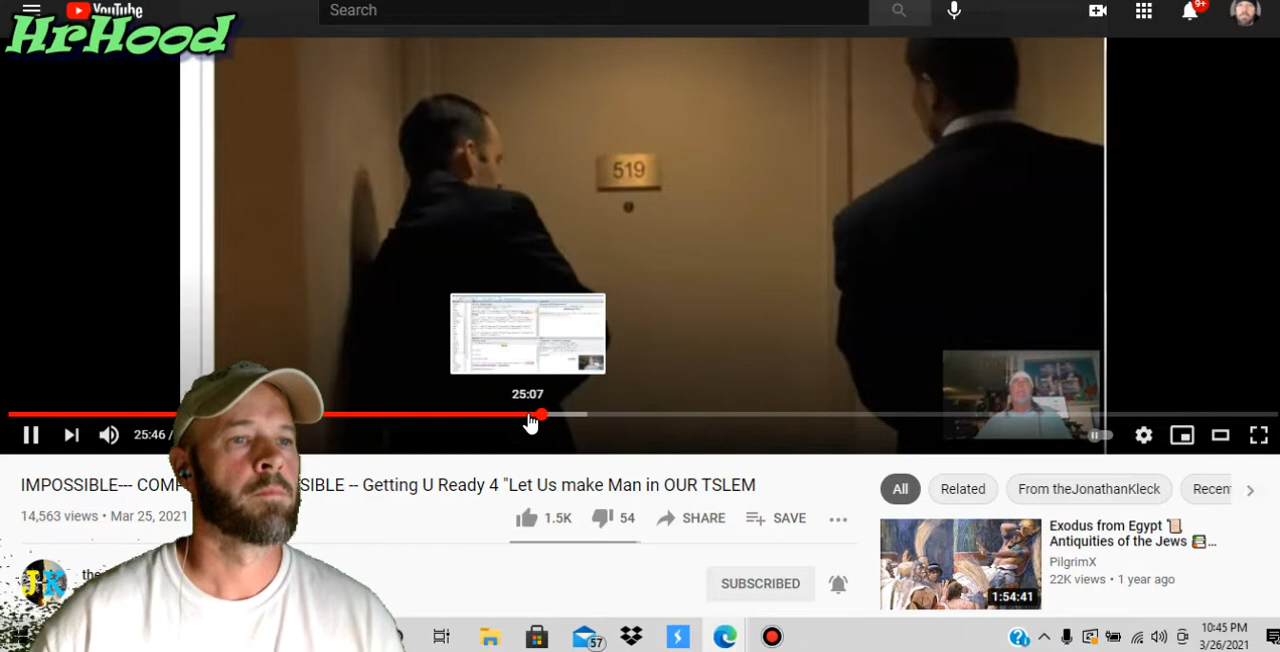 YouTube
Search
9+
HrHood
519
25:07
25:46 /
IMPOSSIBLE--- COMP SIBLE -- Getting U Ready 4 "Let Us make Man in OUR TSLEM
14,563 views • Mar 25, 2021
1.5K 54 SHARE SAVE
All Related From theJonathanKleck Recen
Exodus from Egypt
Antiquities of the Jews ...
PilgrimX
22K views • 1 year ago
1:54:41
JK the
SUBSCRIBED
57
10:45 PM
3/26/2021